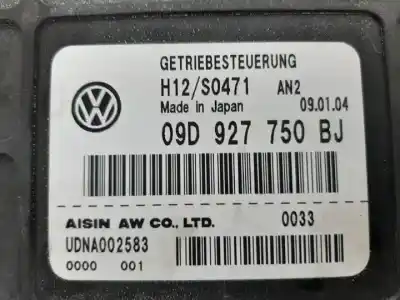 GETRIEBESTEUERUNG
H12/S0471 AN2
Made in Japan 09.01.04
09D 927 750 BJ
AISIN AW CO., LTD. 0033
UDNA002583
0000 001